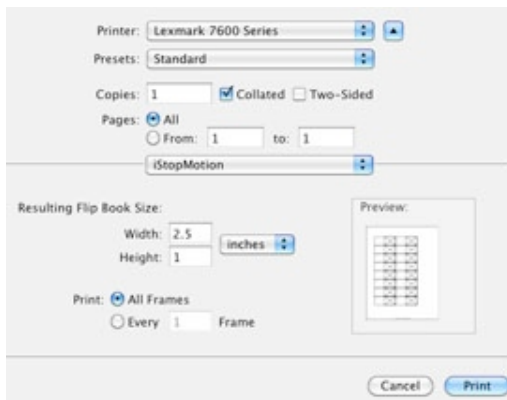 Printer: Lexmark 7600 Series
Presets: Standard
Copies: 1 Collated Two-Sided
Pages: All
From: 1 to: 1
iStopMotion
Resulting Flip Book Size:
Preview:
Width: 2.5
inches
Height: 1
Print: All Frames
Every 1 Frame
Cancel Print